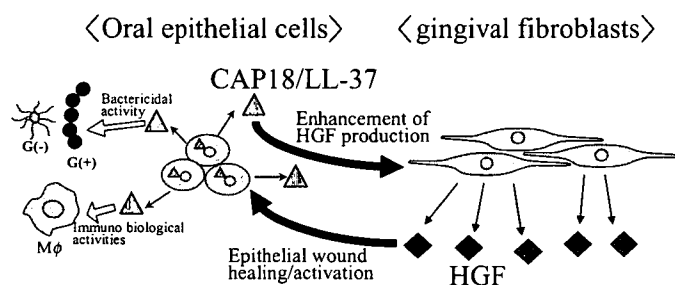 〈Oral epithelial cells〉
〈gingival fibroblasts〉
CAP18/LL-37
Bactericidal
activity
G(-)
G(+)
Enhancement of
HGF production
Immuno biological
activities
Mϕ
Epithelial wound
healing/activation
HGF